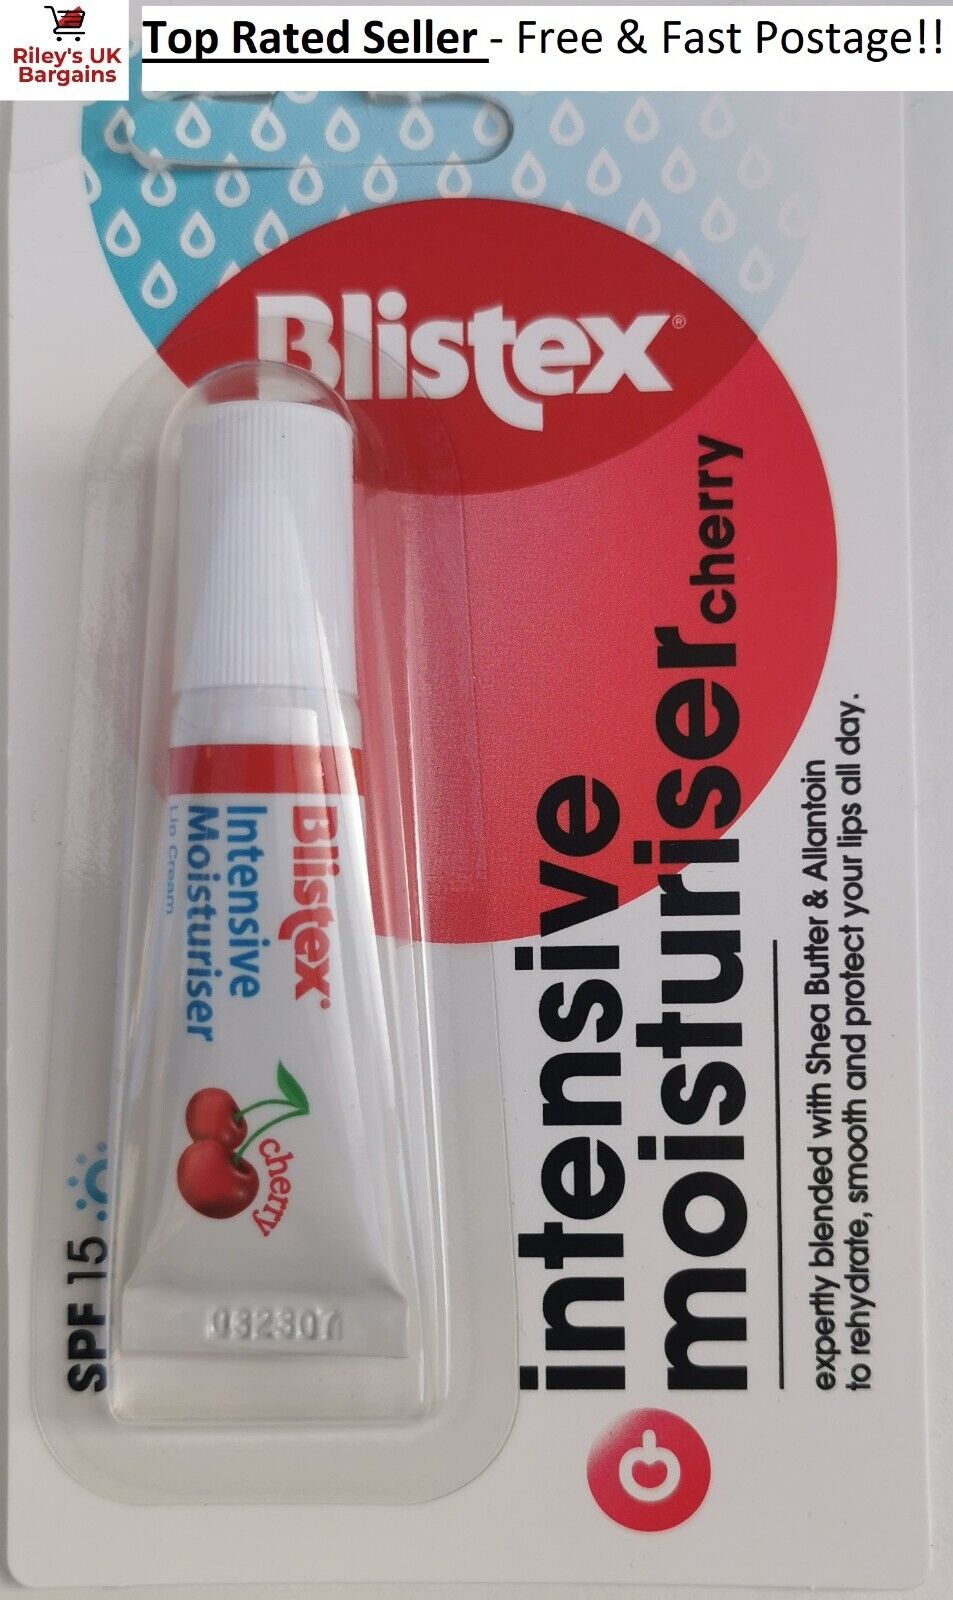 Riley's UK
Bargains
Top Rated Seller - Free & Fast Postage!!
Blistex®
intensive
moisturiser cherry
expertly blended with Shea Butter & Allantoin
to rehydrate, smooth and protect your lips all day.
SPF 15
Blistex®
Intensive
Moisturiser
Lip Cream
cherry
032307